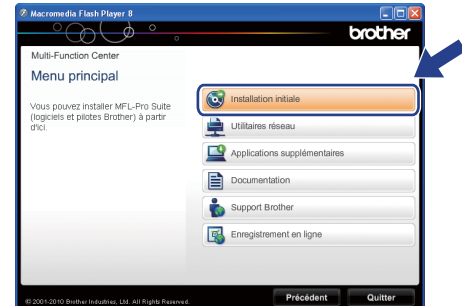 Macromedia Flash Player 8
brother
Multi-Function Center
Menu principal
Vous pouvez installer MFL-Pro Suite
(logiciels et pilotes Brother) à partir
d'ici.
Installation initiale
Utilitaires réseau
Applications supplémentaires
Documentation
Support Brother
Enregistrement en ligne
© 2001-2010 Brother Industries, Ltd. All Rights Reserved.
Précédent
Quitter